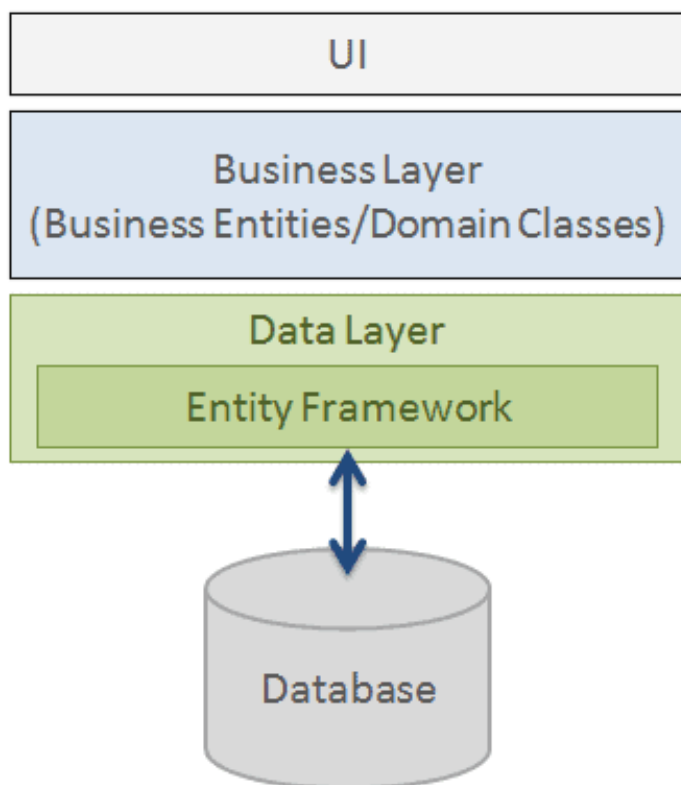 UI
Business Layer
(Business Entities/Domain Classes)
Data Layer
Entity Framework
Database